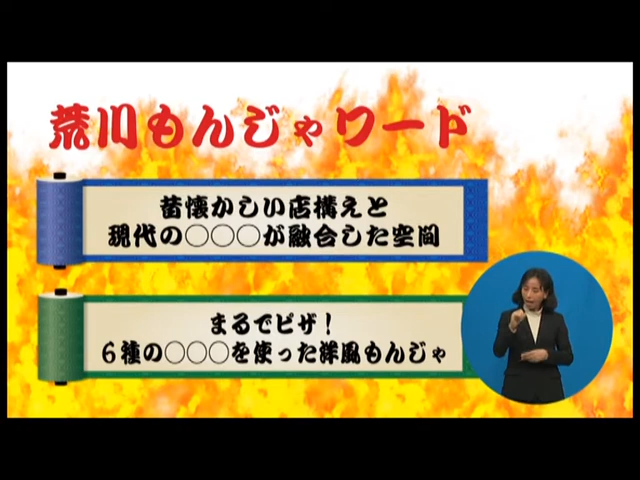 荒川もんじゃワード
昔懐かしい店構えと
現代の○○○が融合した空間
まるでピザ！
６種の○○○を使った洋風もんじゃ